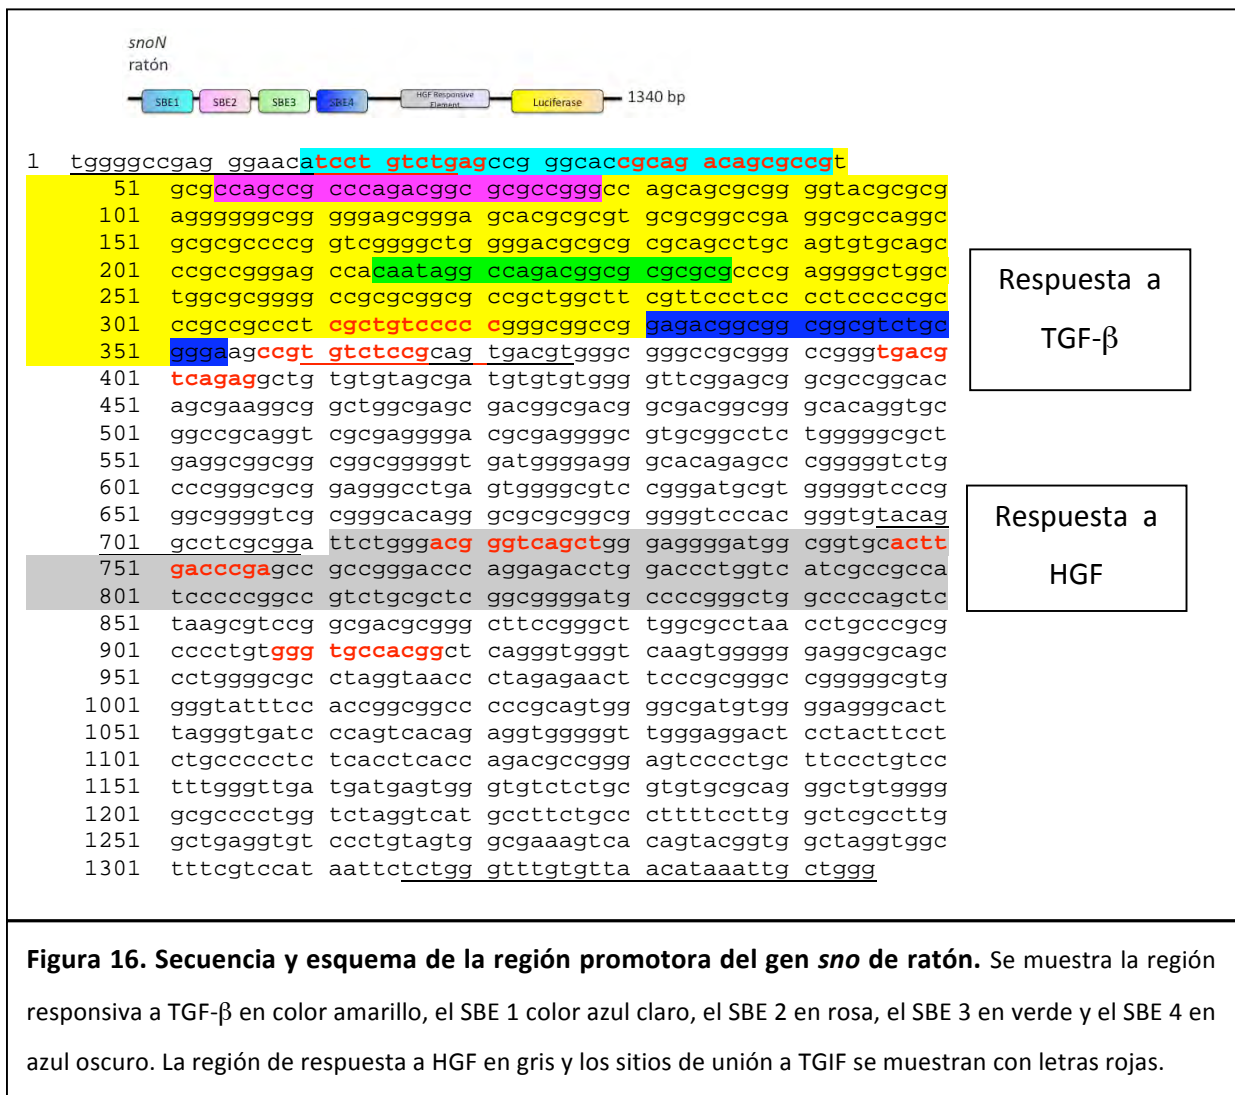 snoN
ratón
SBE1 SBE2 SBE3 SBE4 HGF Responsive Element Luciferase 1340 bp
1 tggggccgag ggaacatcct gtctgagccg ggcaccgcag acagcgccgt
51 gcgccagccg cccagacggc gcgccgggcc agcagcgcgg ggtacgcgcg
101 aggggggcgg gggagcggga gcacgcgcgt gcgcggccga ggcgccaggc
151 gcgcgccccg gtcggggctg gggacgcgcg cgcagcctgc agtgtgcagc
201 ccgccgggag ccacaatagg ccagacggcg cgcgcgcccg aggggctggc
251 tggcgcgggg ccgcgcggcg ccgctggctt cgttccctcc cctcccccgc
301 ccgccgccct cgctgtcccc cgggcggccg gagacggcgg cggcgtctgc
351 gggaagccgt gtctccgcag tgacgtgggc gggccgcggg ccgggtgacg
401 tcagaggctg tgtgtagcga tgtgtgtggg gttcggagcg gcgccggcac
451 agcgaaggcg gctggcgagc gacggcgacg gcgacggcgg gcacaggtgc
501 ggccgcaggt cgcgagggga cgcgaggggc gtgcggcctc tgggggcgct
551 gaggcggcgg cggcgggggt gatggggagg gcacagagcc cgggggtctg
601 cccgggcgcg gagggcctga gtggggcgtc cgggatgcgt gggggtcccg
651 ggcggggtcg cgggcacagg gcgcgcggcg ggggtcccac gggtgtacag
701 gcctcgcgga ttctgggacg gggtcagctgg gaggggatgg cggtgcactt
751 gacccgagcc gccgggaccc aggagacctg gaccctggtc atcgccgcca
801 tcccccggcc gtctgcgctc ggcggggatg ccccgggctg gccccagctc
851 taagcgtccg gcgacgcggg cttccgggct tggcgcctaa cctgcccgcg
901 cccctgtggg tgccacggct cagggtgggt caagtggggg gaggcgcagc
951 cctggggcgc ctaggtaacc ctagagaact tcccgcgggc cgggggcgtg
1001 gggtatttcc accggcggcc cccgcagtgg ggcgatgtgg ggagggcact
1051 tagggtgatc ccagtcacag aggtgggggt tgggaggact cctacttcct
1101 ctgcccccctc tcacctcacc agacgccggg agtcccctgc ttccctgtcc
1151 tttgggttga tgatgagtgg gtgtctctgc gtgtgcgcag ggctgtgggg
1201 gcgcccctgg tctaggtcat gccttctgcc cttttccttg gctcgccttg
1251 gctgaggtgt ccctgtagtg gcgaaagtca cagtacggtg gctaggtggc
1301 tttcgtccat aattctctgg gtttgtgtta acataaattg ctggg
Respuesta a
TGF-β
Respuesta a
HGF
Figura 16. Secuencia y esquema de la región promotora del gen sno de ratón. Se muestra la región
responsiva a TGF-β en color amarillo, el SBE 1 color azul claro, el SBE 2 en rosa, el SBE 3 en verde y el SBE 4 en
azul oscuro. La región de respuesta a HGF en gris y los sitios de unión a TGIF se muestran con letras rojas.